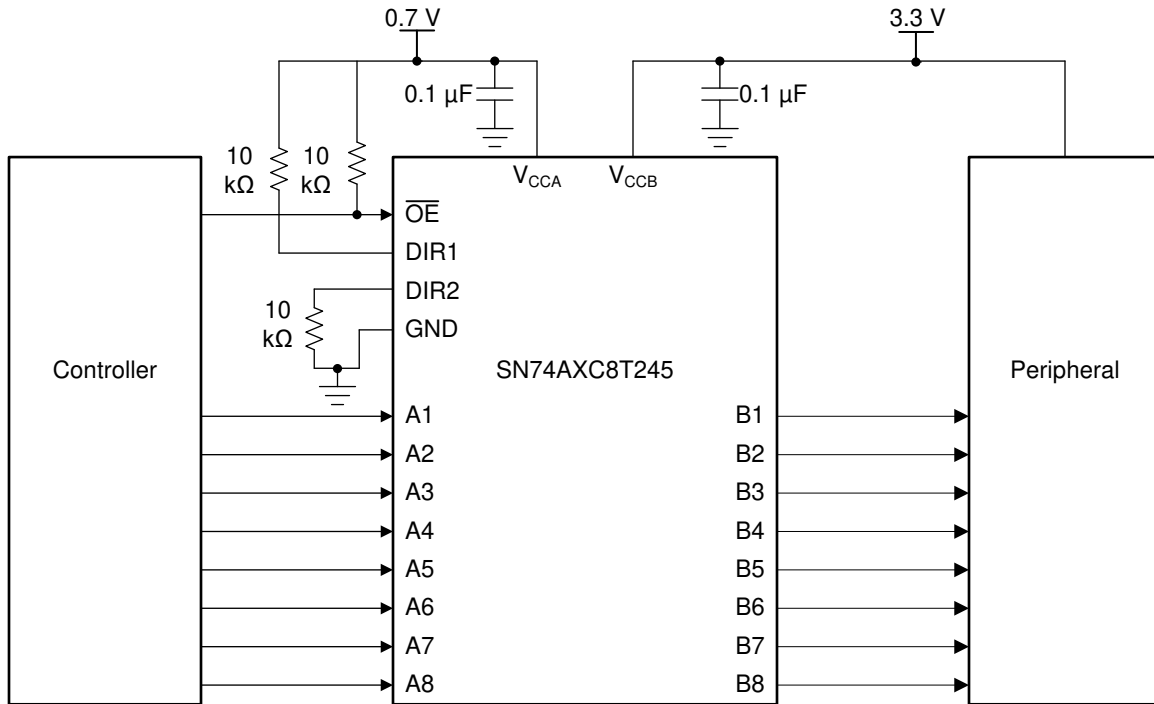 0.7 V
3.3 V
0.1 µF
0.1 µF
10
kΩ
10
kΩ
VCCA
VCCB
OE
DIR1
DIR2
GND
10
kΩ
Controller
SN74AXC8T245
Peripheral
A1
B1
A2
B2
A3
B3
A4
B4
A5
B5
A6
B6
A7
B7
A8
B8